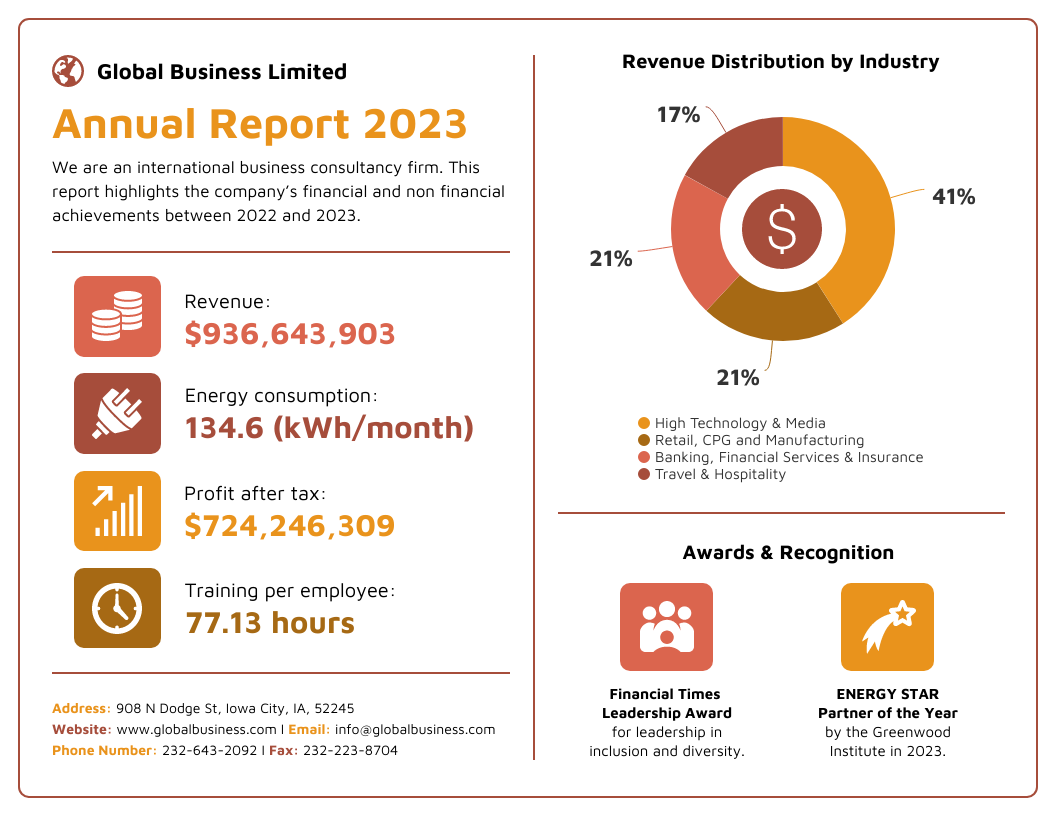 Global Business Limited
Annual Report 2023
We are an international business consultancy firm. This
report highlights the company’s financial and non financial
achievements between 2022 and 2023.
Revenue:
$936,643,903
Energy consumption:
134.6 (kWh/month)
Profit after tax:
$724,246,309
Training per employee:
77.13 hours
Address: 908 N Dodge St, Iowa City, IA, 52245
Website: www.globalbusiness.com I Email: info@globalbusiness.com
Phone Number: 232-643-2092 I Fax: 232-223-8704
Revenue Distribution by Industry
17%
41%
21%
21%
$
High Technology & Media
Retail, CPG and Manufacturing
Banking, Financial Services & Insurance
Travel & Hospitality
Awards & Recognition
Financial Times
Leadership Award
for leadership in
inclusion and diversity.
ENERGY STAR
Partner of the Year
by the Greenwood
Institute in 2023.